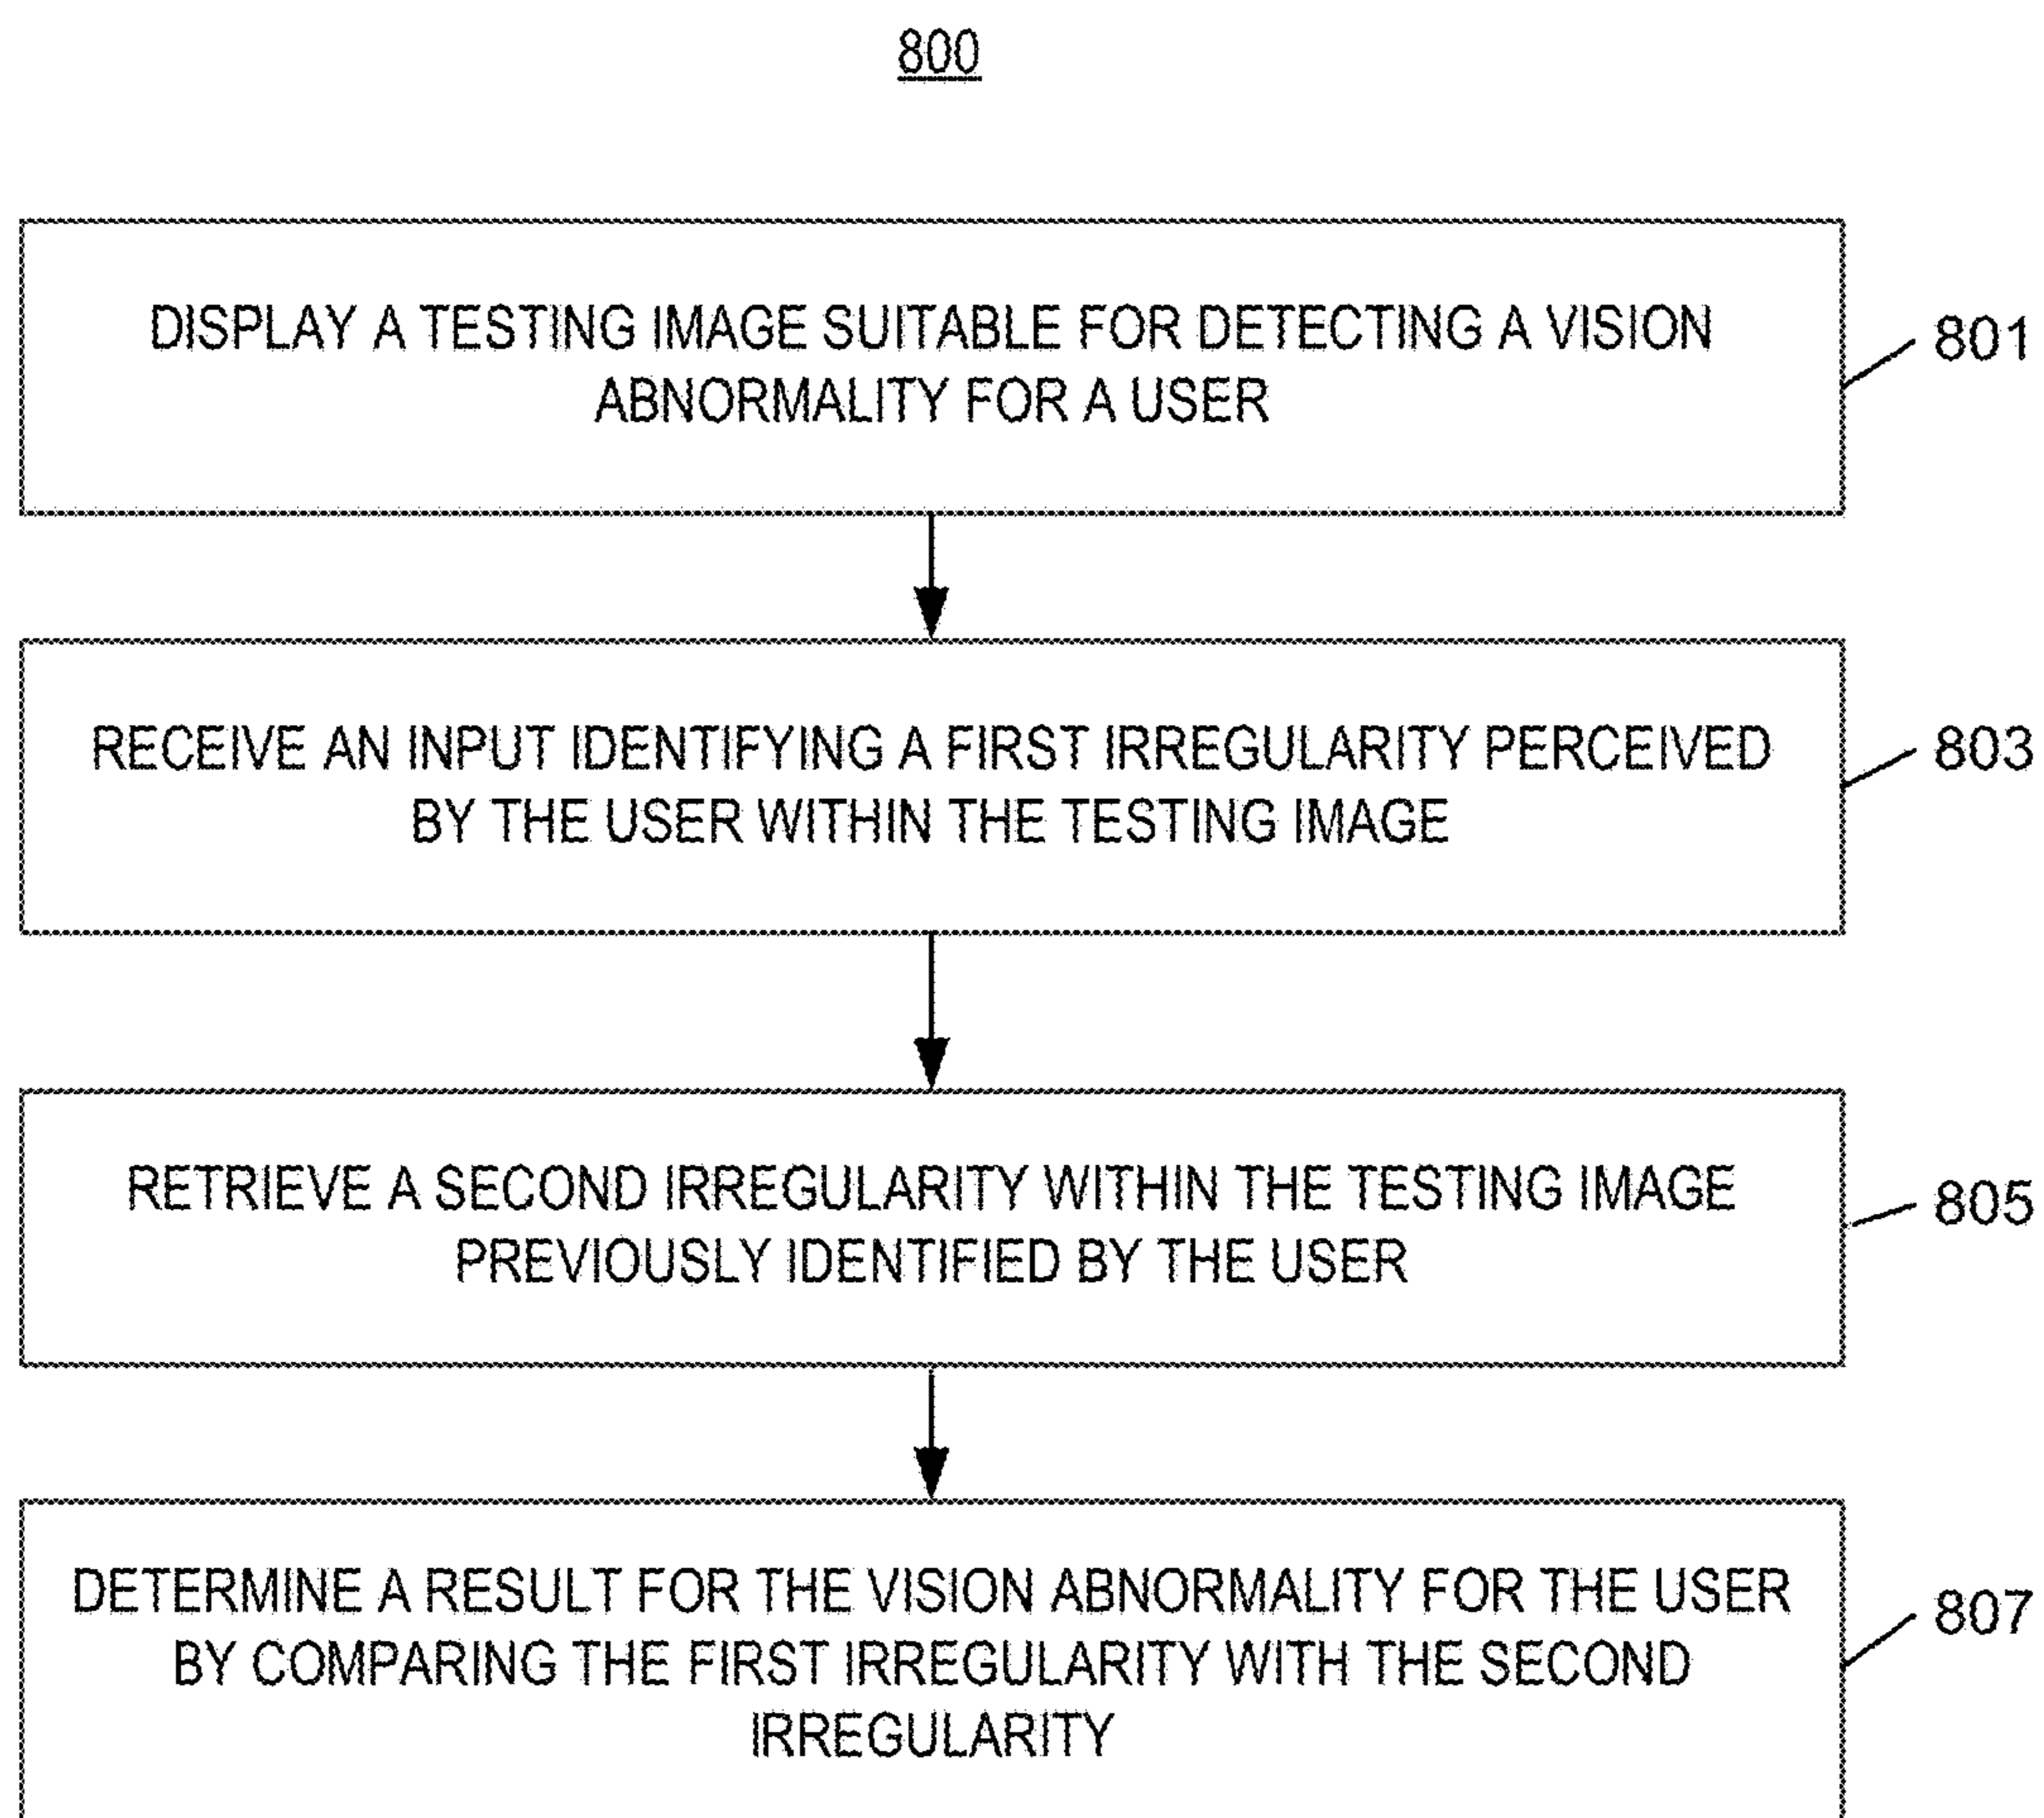 800
DISPLAY A TESTING IMAGE SUITABLE FOR DETECTING A VISION
ABNORMALITY FOR A USER
801
RECEIVE AN INPUT IDENTIFYING A FIRST IRREGULARITY PERCEIVED
BY THE USER WITHIN THE TESTING IMAGE
803
RETRIEVE A SECOND IRREGULARITY WITHIN THE TESTING IMAGE
PREVIOUSLY IDENTIFIED BY THE USER
805
DETERMINE A RESULT FOR THE VISION ABNORMALITY FOR THE USER
BY COMPARING THE FIRST IRREGULARITY WITH THE SECOND
IRREGULARITY
807